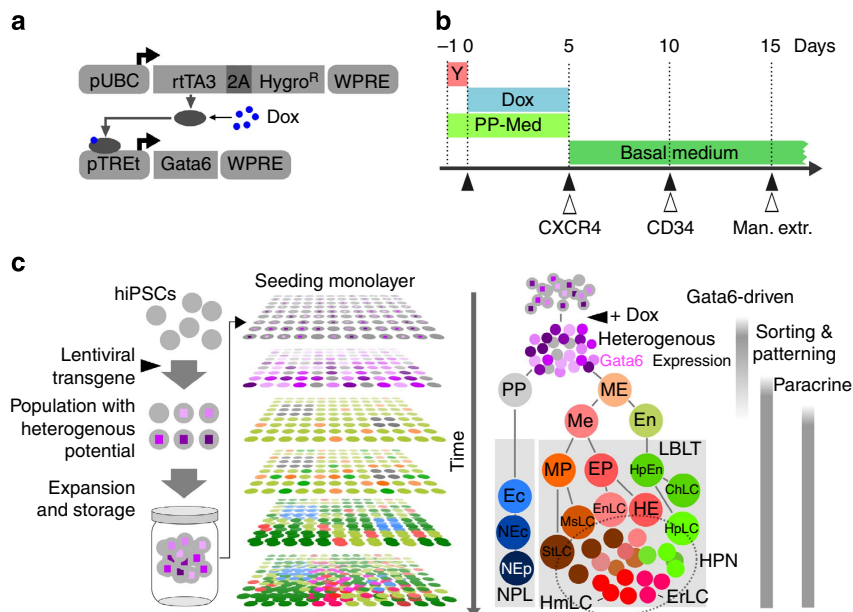 a
pUBC rtTA3 2A Hygro^R WPRE
Dox
pTREt Gata6 WPRE
b
–1 0 5 10 15 Days
Y
Dox
PP-Med
Basal medium
CXCR4 CD34 Man. extr.
c
hiPSCs
Lentiviral
transgene
Population with
heterogenous
potential
Expansion
and storage
Seeding monolayer
Time
+ Dox
Heterogenous
Gata6 Expression
PP
ME
Me
En
LBLT
MP
EP
HpEn
ChLC
Ec
EnLC
HE
MsLC
HpLC
NEc
StLC
NEp
HPN
NPL
HmLC
ErLC
Gata6-driven
Sorting &
patterning
Paracrine